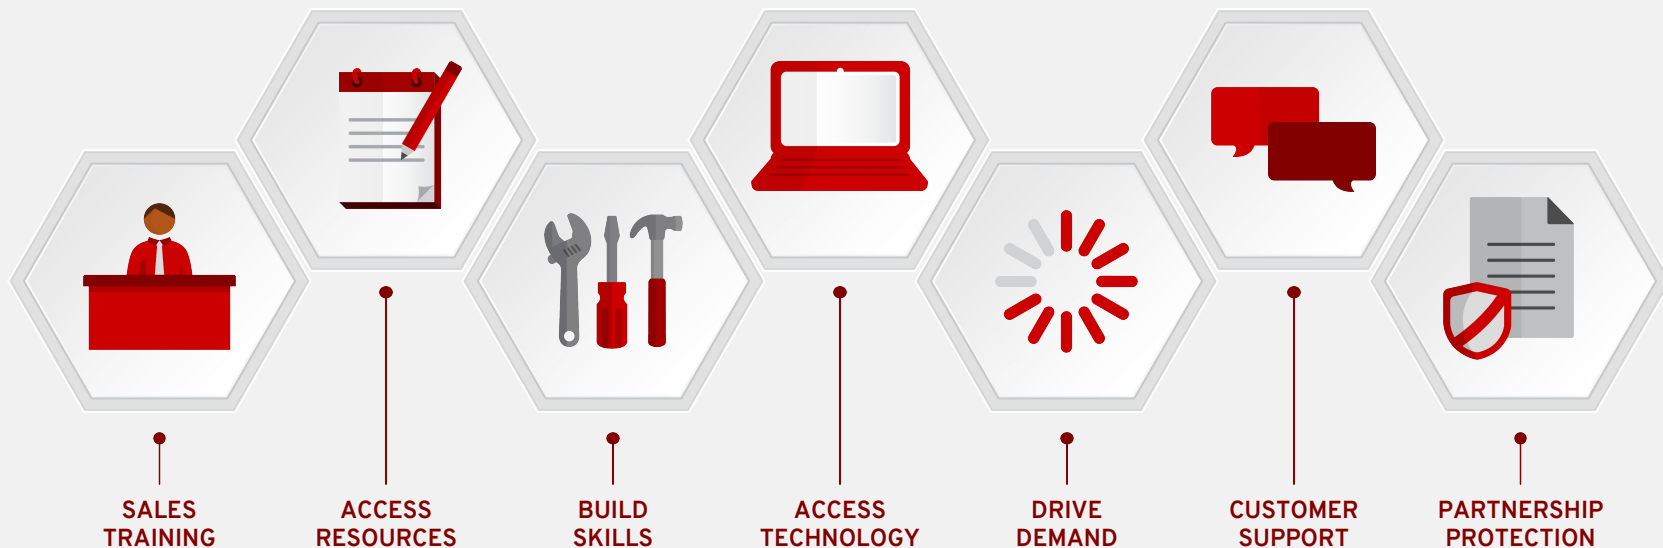 SALES
TRAINING
ACCESS
RESOURCES
BUILD
SKILLS
ACCESS
TECHNOLOGY
DRIVE
DEMAND
CUSTOMER
SUPPORT
PARTNERSHIP
PROTECTION